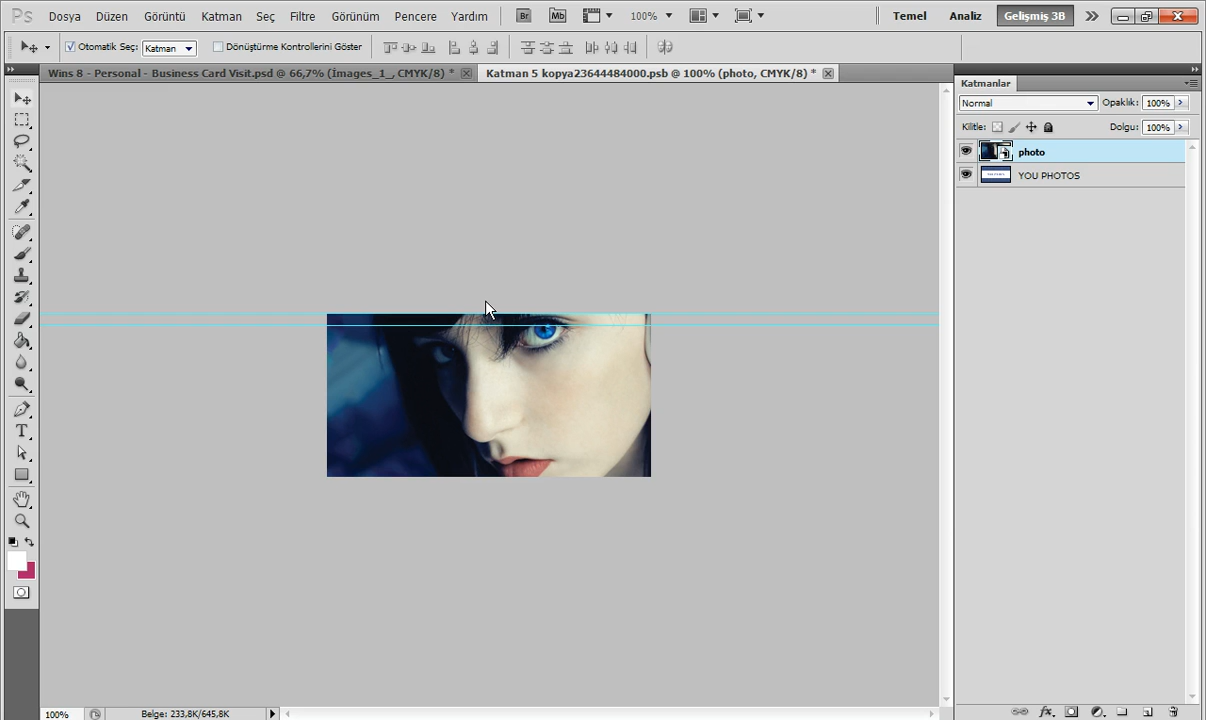 Ps Dosya Düzen Görüntü Katman Seç Filtre Görünüm Pencere Yardım Br Mb 100% Temel Analiz Gelişmiş 3B
Otomatik Seç: Katman Dönüştürme Kontrollerini Göster
Wins 8 - Personal - Business Card Visit.psd @ 66,7% (İmages_1_, CMYK/8) * Katman 5 kopya23644484000.psb @ 100% (photo, CMYK/8) *
Katmanlar
Normal Opaklık: 100%
Kilitle: Dolgu: 100%
photo
YOU PHOTOS
T
100% Belge: 233,8K/645,8K
fx